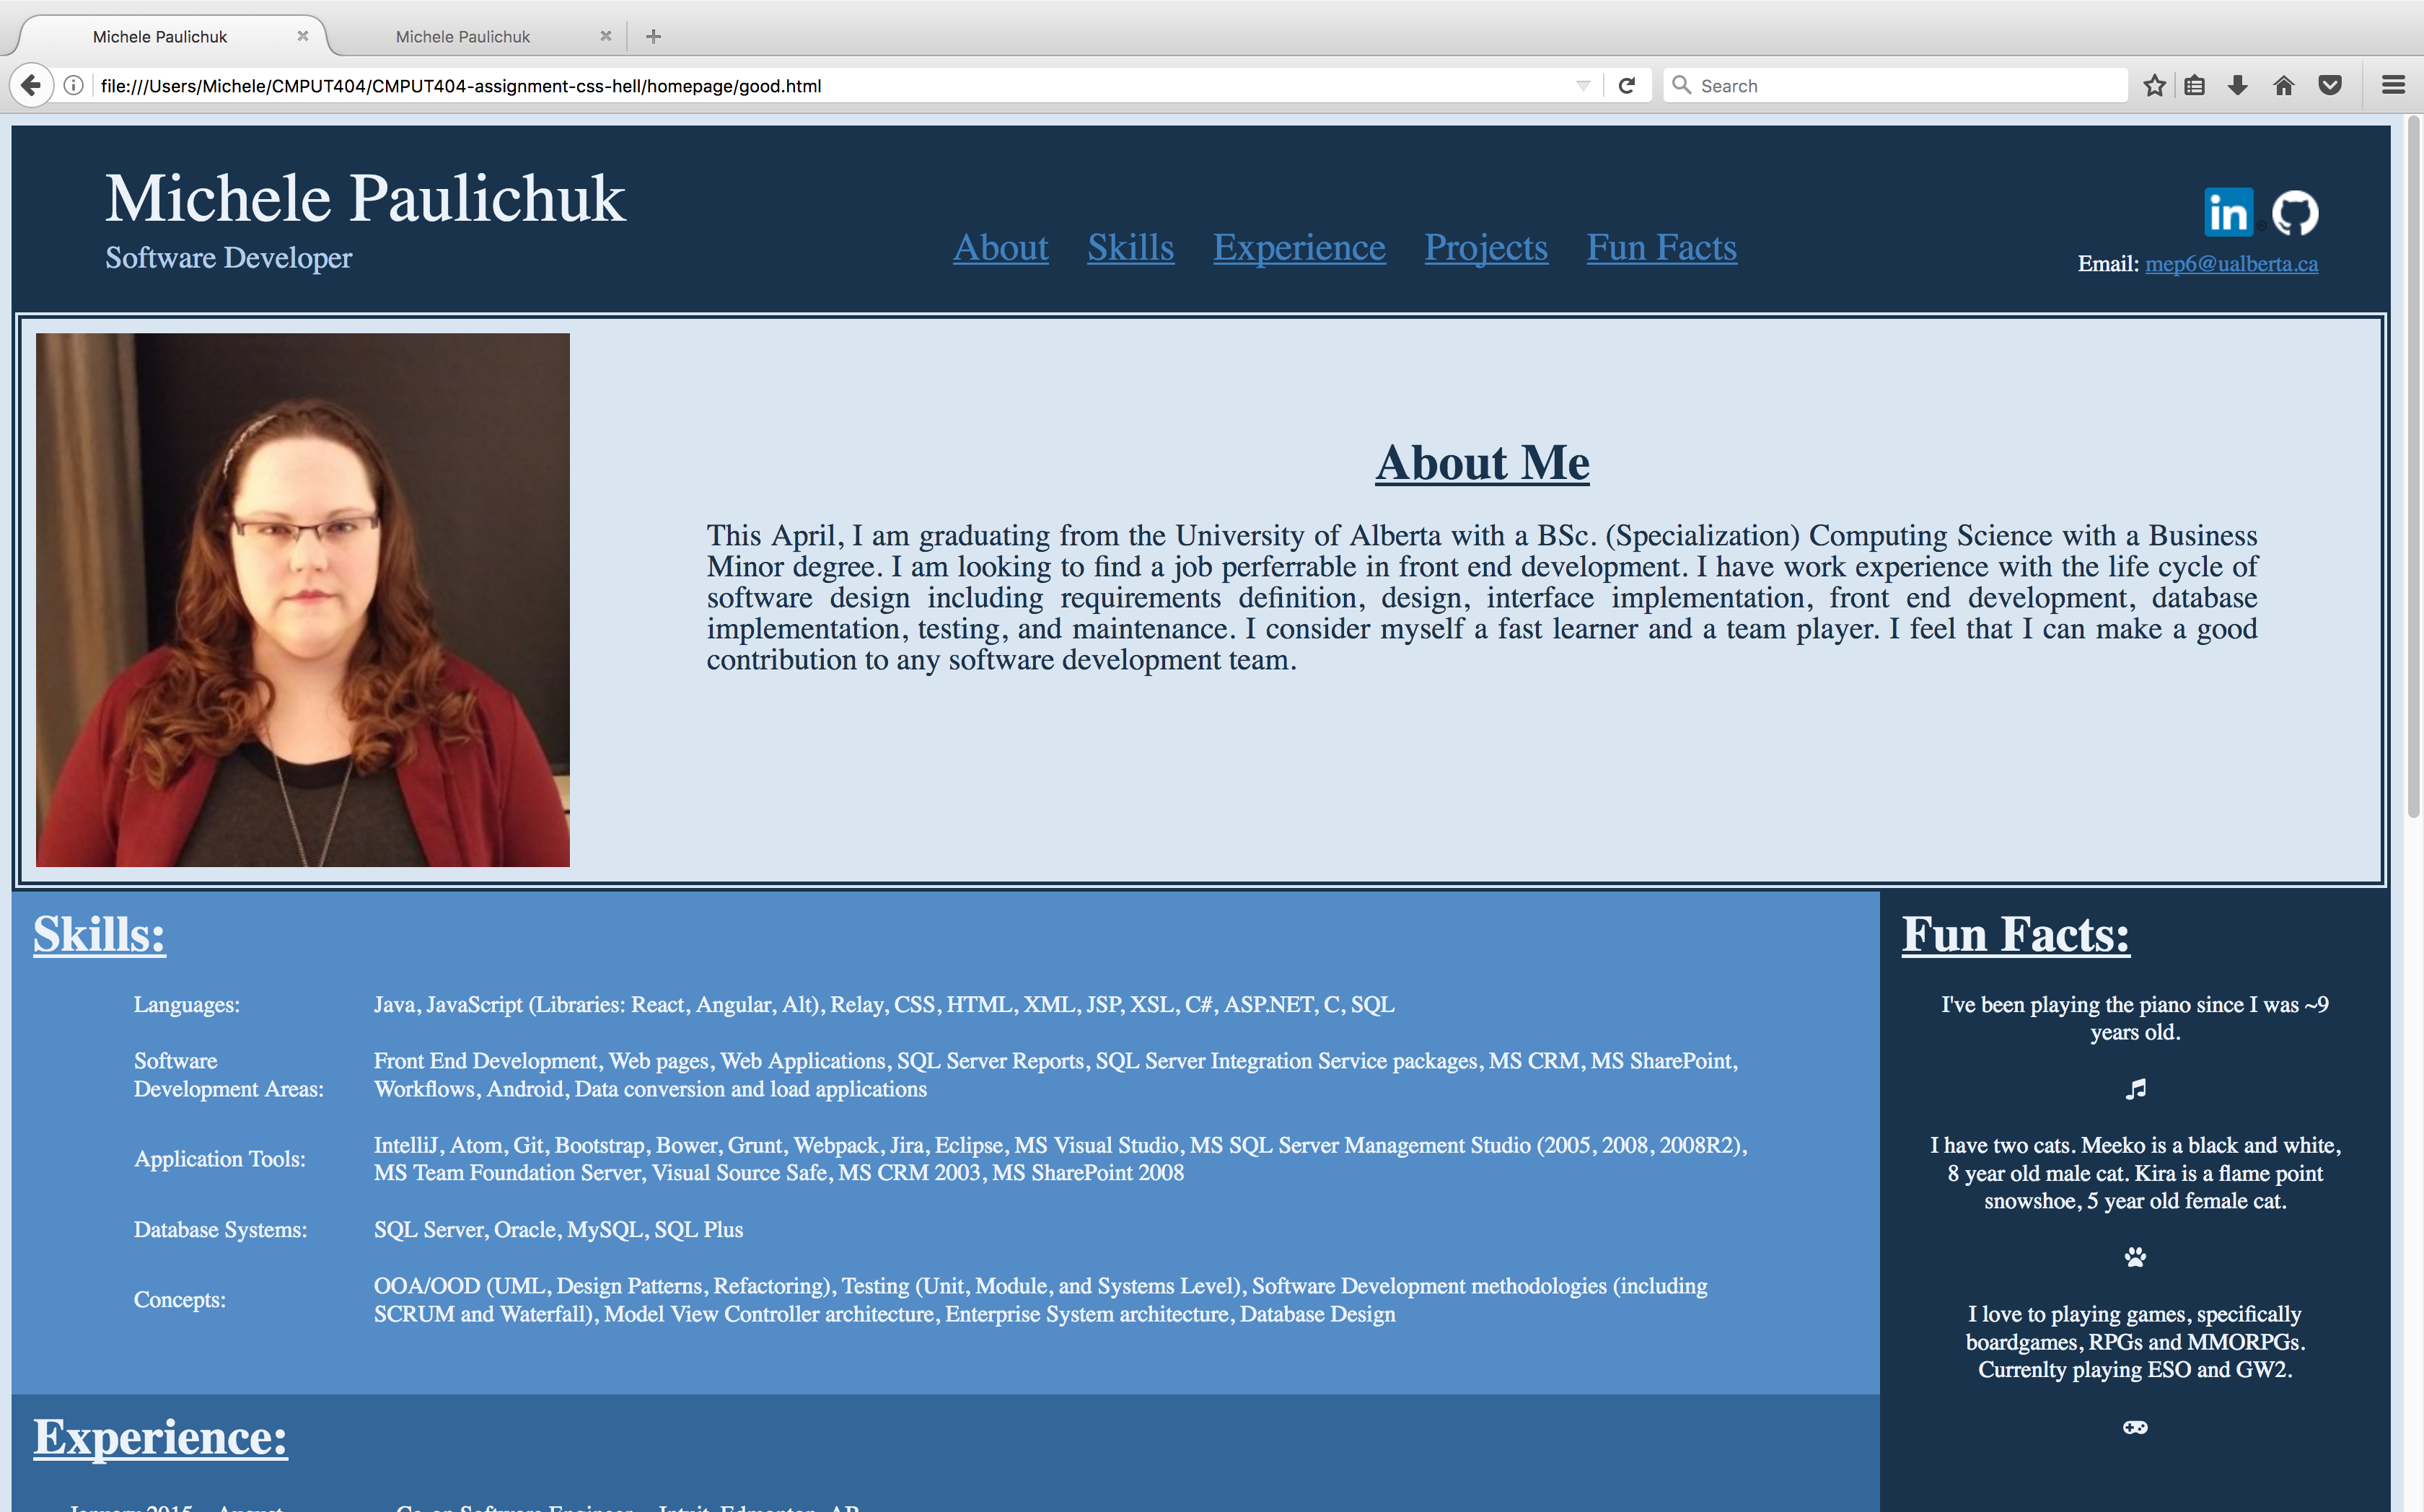 Michele Paulichuk
Michele Paulichuk
file:///Users/Michele/CMPUT404/CMPUT404-assignment-css-hell/homepage/good.html
Search
Michele Paulichuk
Software Developer
About Skills Experience Projects Fun Facts
in
Email: mep6@ualberta.ca
About Me
This April, I am graduating from the University of Alberta with a BSc. (Specialization) Computing Science with a Business
Minor degree. I am looking to find a job perferrable in front end development. I have work experience with the life cycle of
software design including requirements definition, design, interface implementation, front end development, database
implementation, testing, and maintenance. I consider myself a fast learner and a team player. I feel that I can make a good
contribution to any software development team.
Skills:
Languages:
Java, JavaScript (Libraries: React, Angular, Alt), Relay, CSS, HTML, XML, JSP, XSL, C#, ASP.NET, C, SQL
Software
Development Areas:
Front End Development, Web pages, Web Applications, SQL Server Reports, SQL Server Integration Service packages, MS CRM, MS SharePoint,
Workflows, Android, Data conversion and load applications
Application Tools:
IntelliJ, Atom, Git, Bootstrap, Bower, Grunt, Webpack, Jira, Eclipse, MS Visual Studio, MS SQL Server Management Studio (2005, 2008, 2008R2),
MS Team Foundation Server, Visual Source Safe, MS CRM 2003, MS SharePoint 2008
Database Systems:
SQL Server, Oracle, MySQL, SQL Plus
Concepts:
OOA/OOD (UML, Design Patterns, Refactoring), Testing (Unit, Module, and Systems Level), Software Development methodologies (including
SCRUM and Waterfall), Model View Controller architecture, Enterprise System architecture, Database Design
Fun Facts:
I've been playing the piano since I was ~9
years old.
I have two cats. Meeko is a black and white,
8 year old male cat. Kira is a flame point
snowshoe, 5 year old female cat.
I love to playing games, specifically
boardgames, RPGs and MMORPGs.
Currenlty playing ESO and GW2.
Experience:
January 2015 - August
Co-op Software Engineer - Intuit, Edmonton, AB